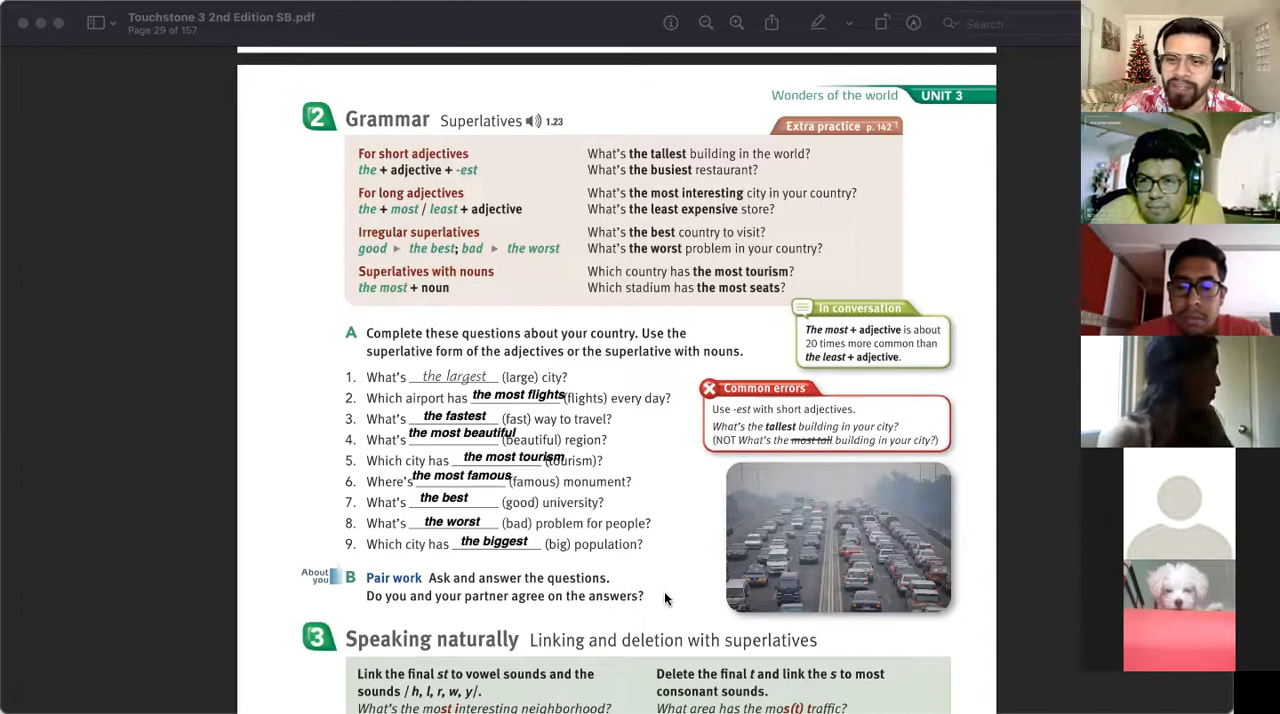 Touchstone 3 2nd Edition SB.pdf
Page 29 of 157
Search
Wonders of the world UNIT 3
2 Grammar Superlatives 1.23
Extra practice p. 142
For short adjectives What's the tallest building in the world?
the + adjective + -est What's the busiest restaurant?
For long adjectives What's the most interesting city in your country?
the + most / least + adjective What's the least expensive store?
Irregular superlatives What's the best country to visit?
good ▶ the best; bad ▶ the worst What's the worst problem in your country?
Superlatives with nouns Which country has the most tourism?
the most + noun Which stadium has the most seats?
In conversation
The most + adjective is about
20 times more common than
the least + adjective.
A Complete these questions about your country. Use the
superlative form of the adjectives or the superlative with nouns.
1. What's the largest (large) city?
2. Which airport has the most flights (flights) every day?
3. What's the fastest (fast) way to travel?
4. What's the most beautiful (beautiful) region?
5. Which city has the most tourism (tourism)?
6. Where's the most famous (famous) monument?
7. What's the best (good) university?
8. What's the worst (bad) problem for people?
9. Which city has the biggest (big) population?
Common errors
Use -est with short adjectives.
What's the tallest building in your city?
(NOT What's the most tall building in your city?)
About
you
B Pair work Ask and answer the questions.
Do you and your partner agree on the answers?
3 Speaking naturally Linking and deletion with superlatives
Link the final st to vowel sounds and the
sounds / h, l, r, w, y/.
What's the most interesting neighborhood?
Delete the final t and link the s to most
consonant sounds.
What area has the mos(t) traffic?